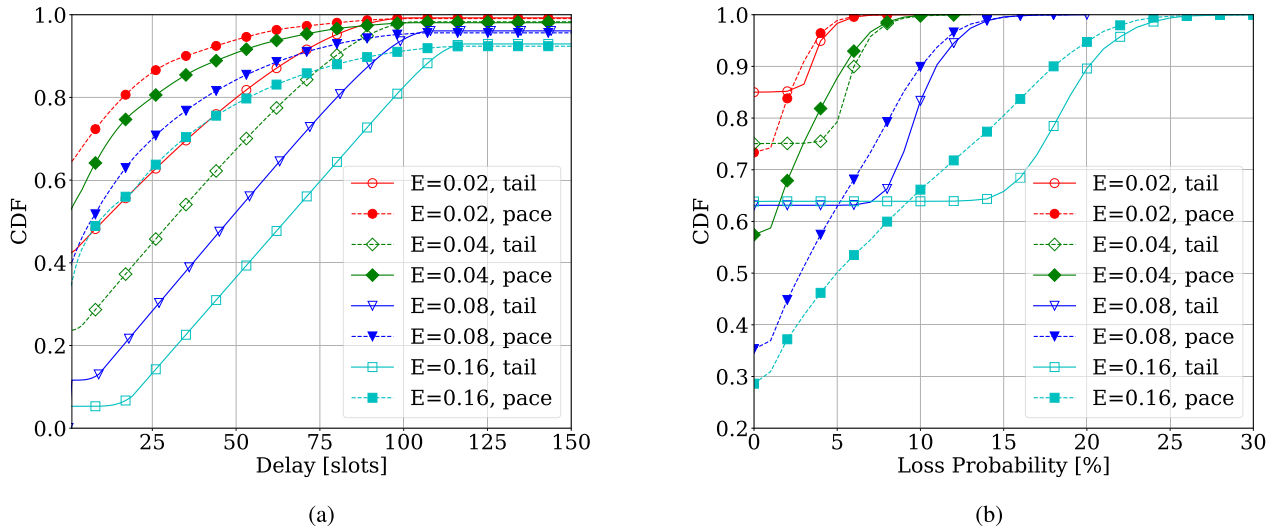 1.0
0.8
0.6
0.4
0.2
0.0
CDF
25
50
75
100
125
150
Delay [slots]
E=0.02, tail
E=0.02, pace
E=0.04, tail
E=0.04, pace
E=0.08, tail
E=0.08, pace
E=0.16, tail
E=0.16, pace
(a)
1.0
0.9
0.8
0.7
0.6
0.5
0.4
0.3
0.2
CDF
0
5
10
15
20
25
30
Loss Probability [%]
E=0.02, tail
E=0.02, pace
E=0.04, tail
E=0.04, pace
E=0.08, tail
E=0.08, pace
E=0.16, tail
E=0.16, pace
(b)